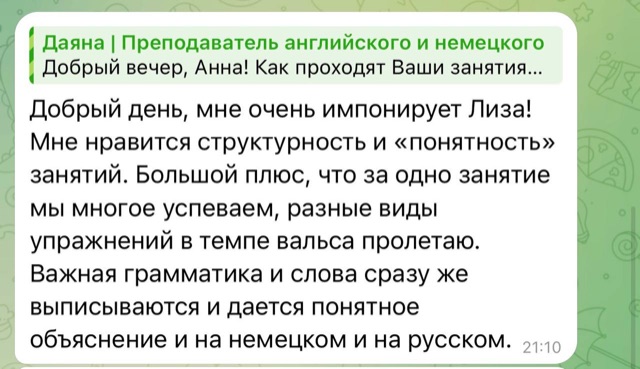 Даяна | Преподаватель английского и немецкого
Добрый вечер, Анна! Как проходят Ваши занятия...
Добрый день, мне очень импонирует Лиза!
Мне нравится структурность и «понятность»
занятий. Большой плюс, что за одно занятие
мы многое успеваем, разные виды
упражнений в темпе вальса пролетаю.
Важная грамматика и слова сразу же
выписываются и дается понятное
объяснение и на немецком и на русском.
21:10